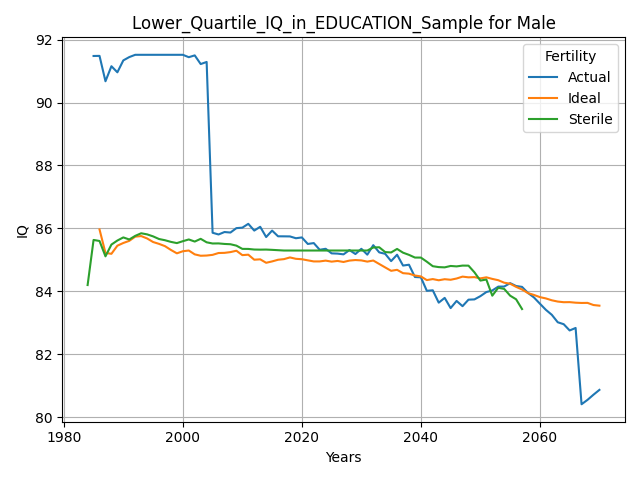 Lower_Quartile_IQ_in_EDUCATION_Sample for Male
92
90
88
86
84
82
80
IQ
1980
2000
2020
2040
2060
Years
Fertility
Actual
Ideal
Sterile